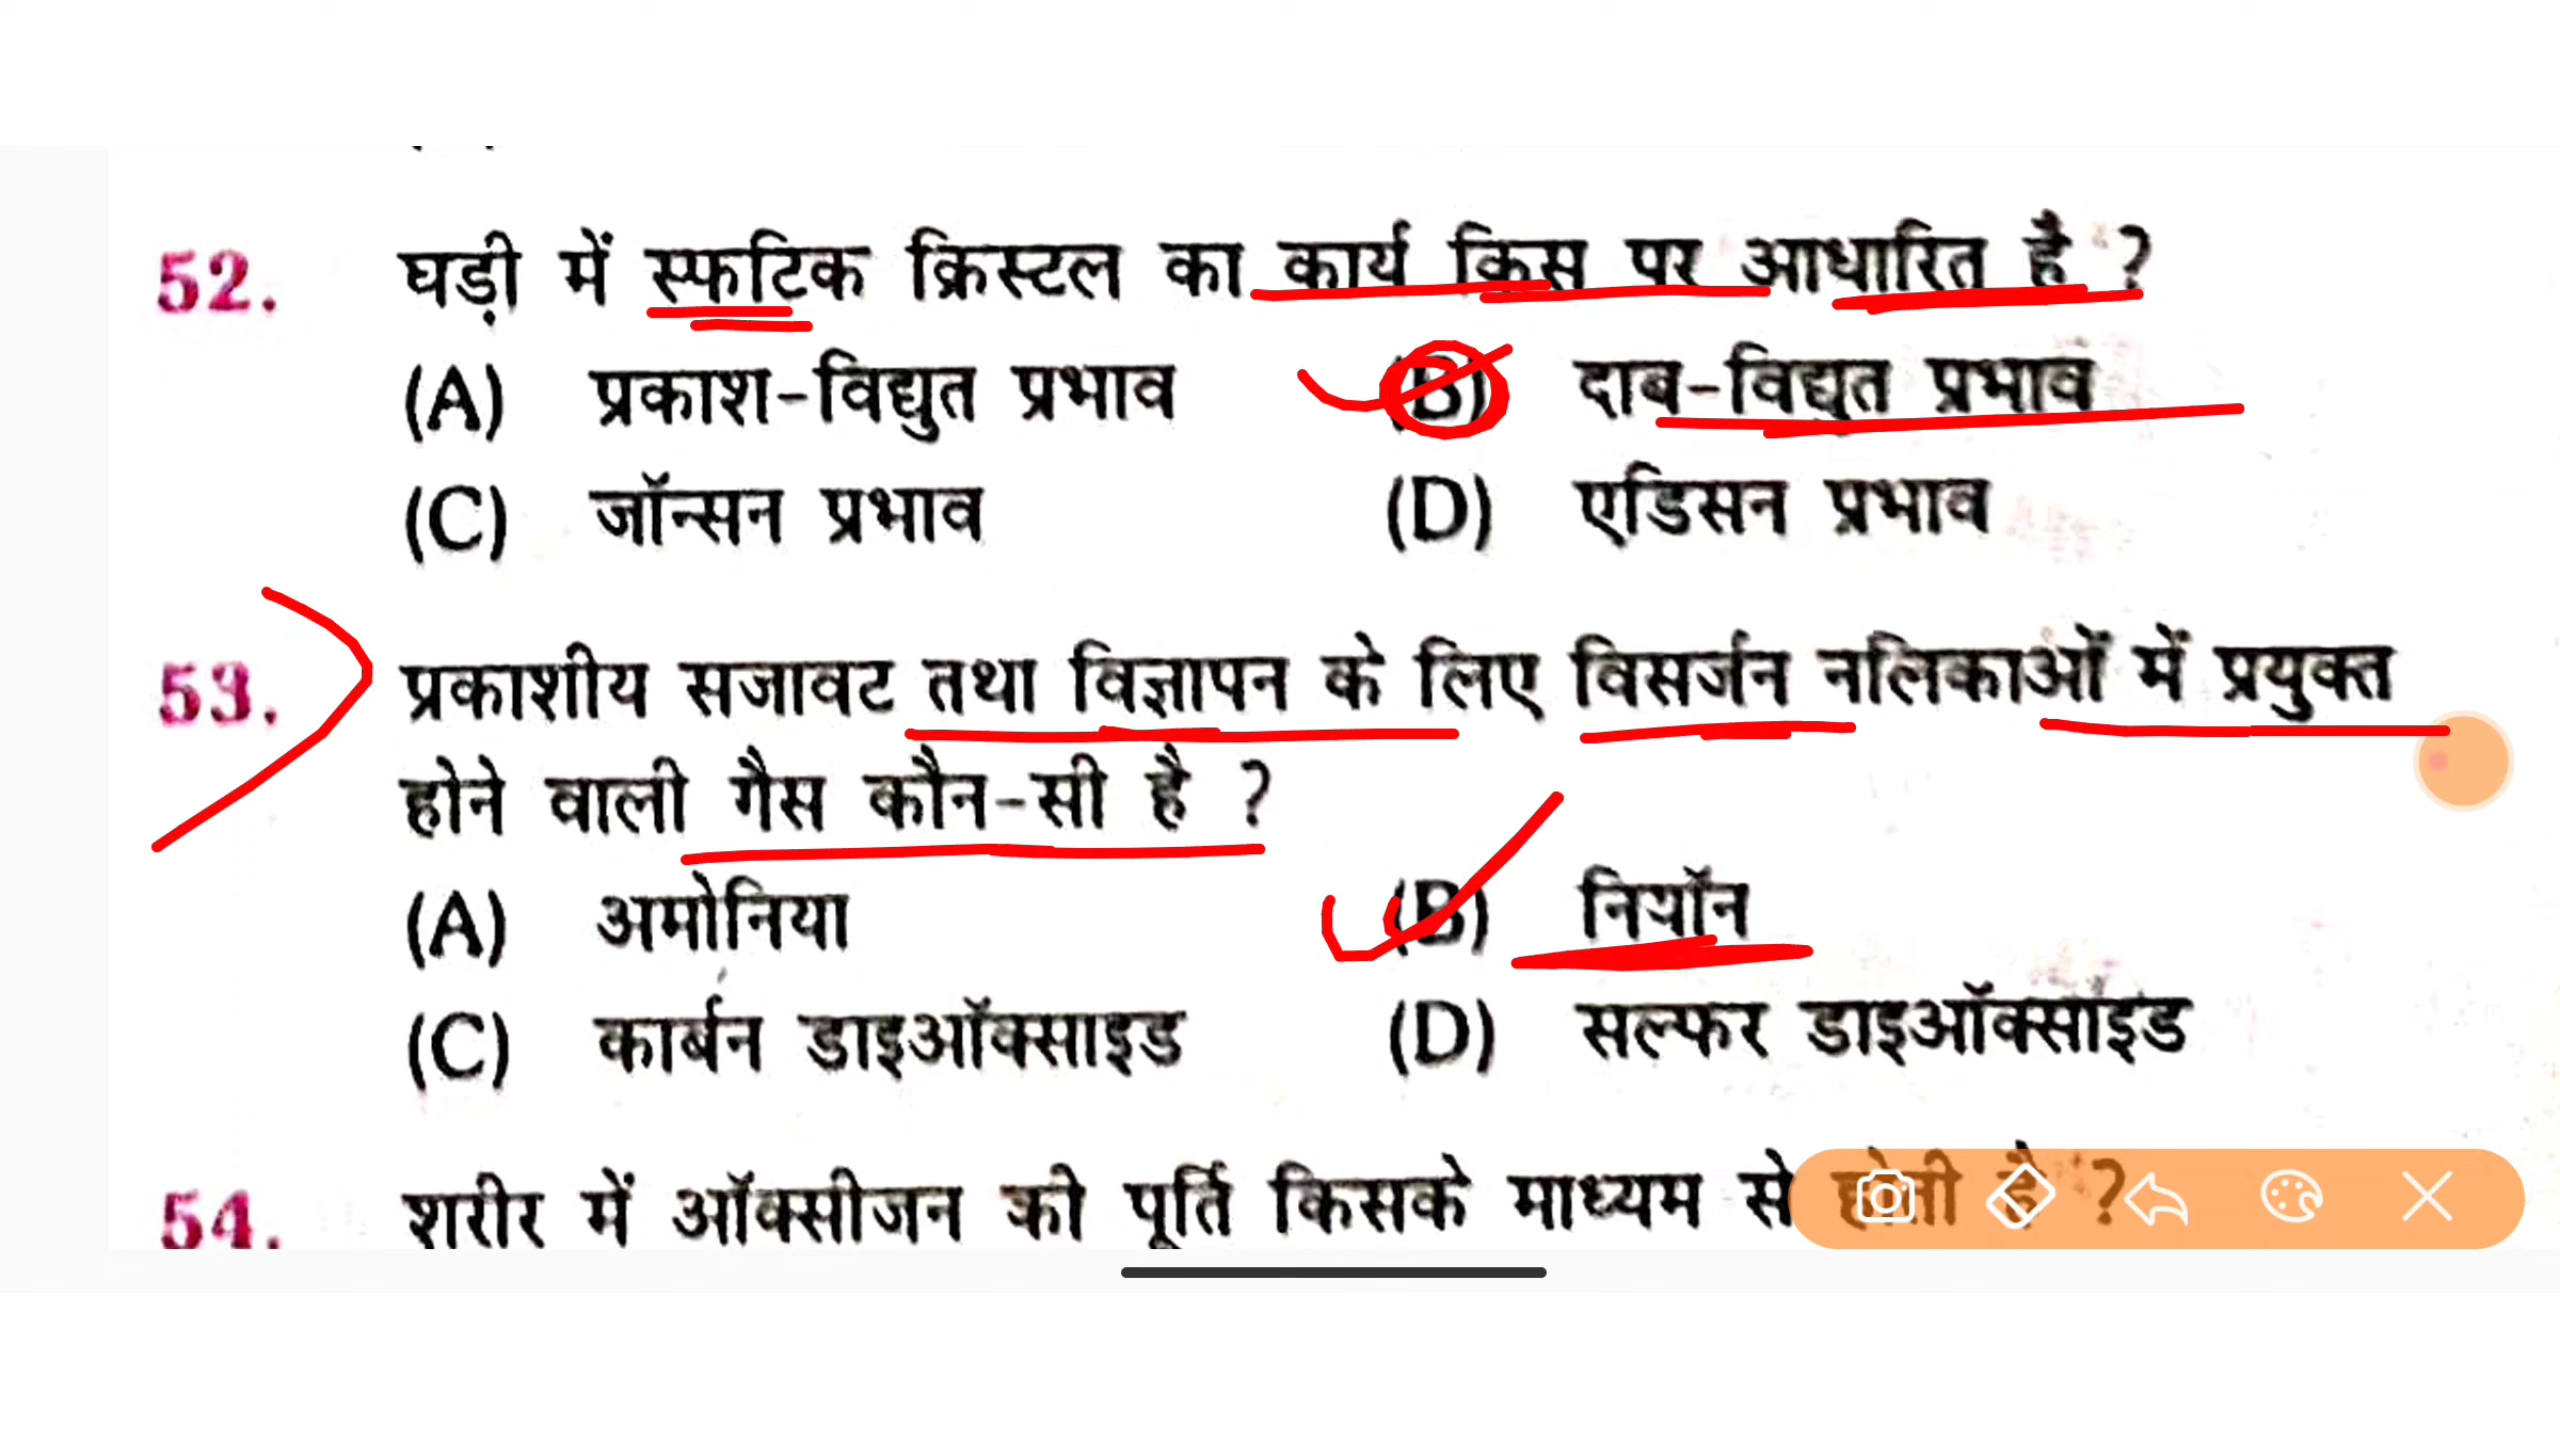 52. घड़ी में स्फटिक क्रिस्टल का कार्य किस पर आधारित है ?
(A) प्रकाश-विद्युत प्रभाव (B) दाब-विद्युत प्रभाव
(C) जॉन्सन प्रभाव (D) एडिसन प्रभाव
53. प्रकाशीय सजावट तथा विज्ञापन के लिए विसर्जन नलिकाओं में प्रयुक्त
होने वाली गैस कौन-सी है ?
(A) अमोनिया (B) नियॉन
(C) कार्बन डाइऑक्साइड (D) सल्फर डाइऑक्साइड
54. शरीर में ऑक्सीजन की पूर्ति किसके माध्यम से होती है ?